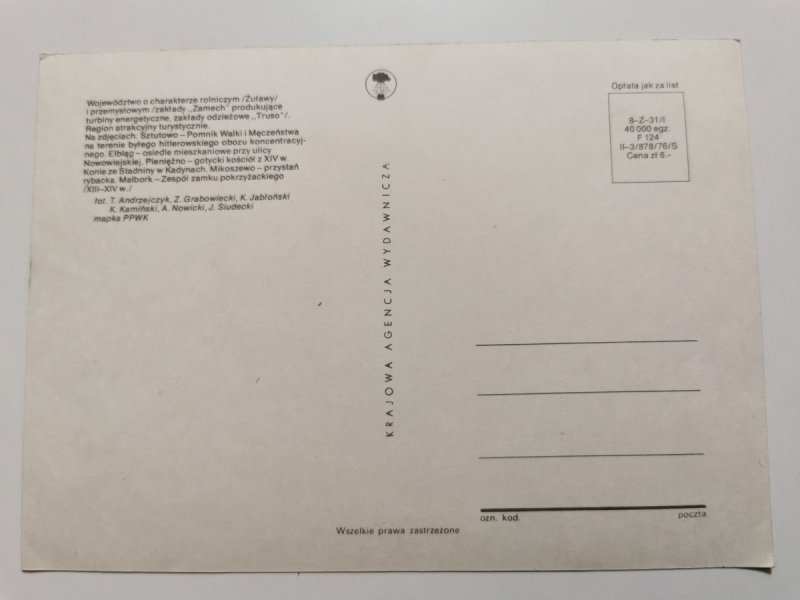 Województwo o charakterze rolniczym /Żuławy/
i przemysłowym /zakłady „Zamech" produkujące
turbiny energetyczne, zakłady odzieżowe „Truso"/.
Region atrakcyjny turystycznie.
Na zdjęciach: Sztutowo – Pomnik Walki i Męczeństwa
na terenie byłego hitlerowskiego obozu koncentracyj-
nego. Elbląg – osiedle mieszkaniowe przy ulicy
Nowowiejskiej. Pieniężno – gotycki kościół z XIV w.
Konie ze Stadniny w Kadynach. Mikoszewo – przystań
rybacka. Malbork – Zespół zamku pokrzyżackiego
/XIII–XIV w./
fot. T. Andrzejczyk, Z. Grabowiecki, K. Jabłoński
K. Kamiński, A. Nowicki, J. Siudecki
mapka PPWK
KRAJOWA AGENCJA WYDAWNICZA
Opłata jak za list
8–Z–31/I
40.000 egz.
F 124
II–3/878/76/S
Cena zł 6.–
ozn. kod.
poczta
Wszelkie prawa zastrzeżone